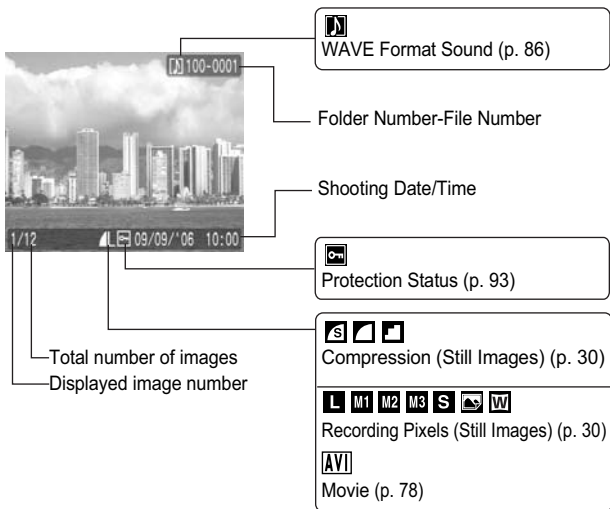 WAVE Format Sound (p. 86)
100-0001
Folder Number-File Number
Shooting Date/Time
1/12 L 09/09/'06 10:00
Protection Status (p. 93)
S
Compression (Still Images) (p. 30)
Total number of images
Displayed image number
L M1 M2 M3 S W
Recording Pixels (Still Images) (p. 30)
AVI
Movie (p. 78)